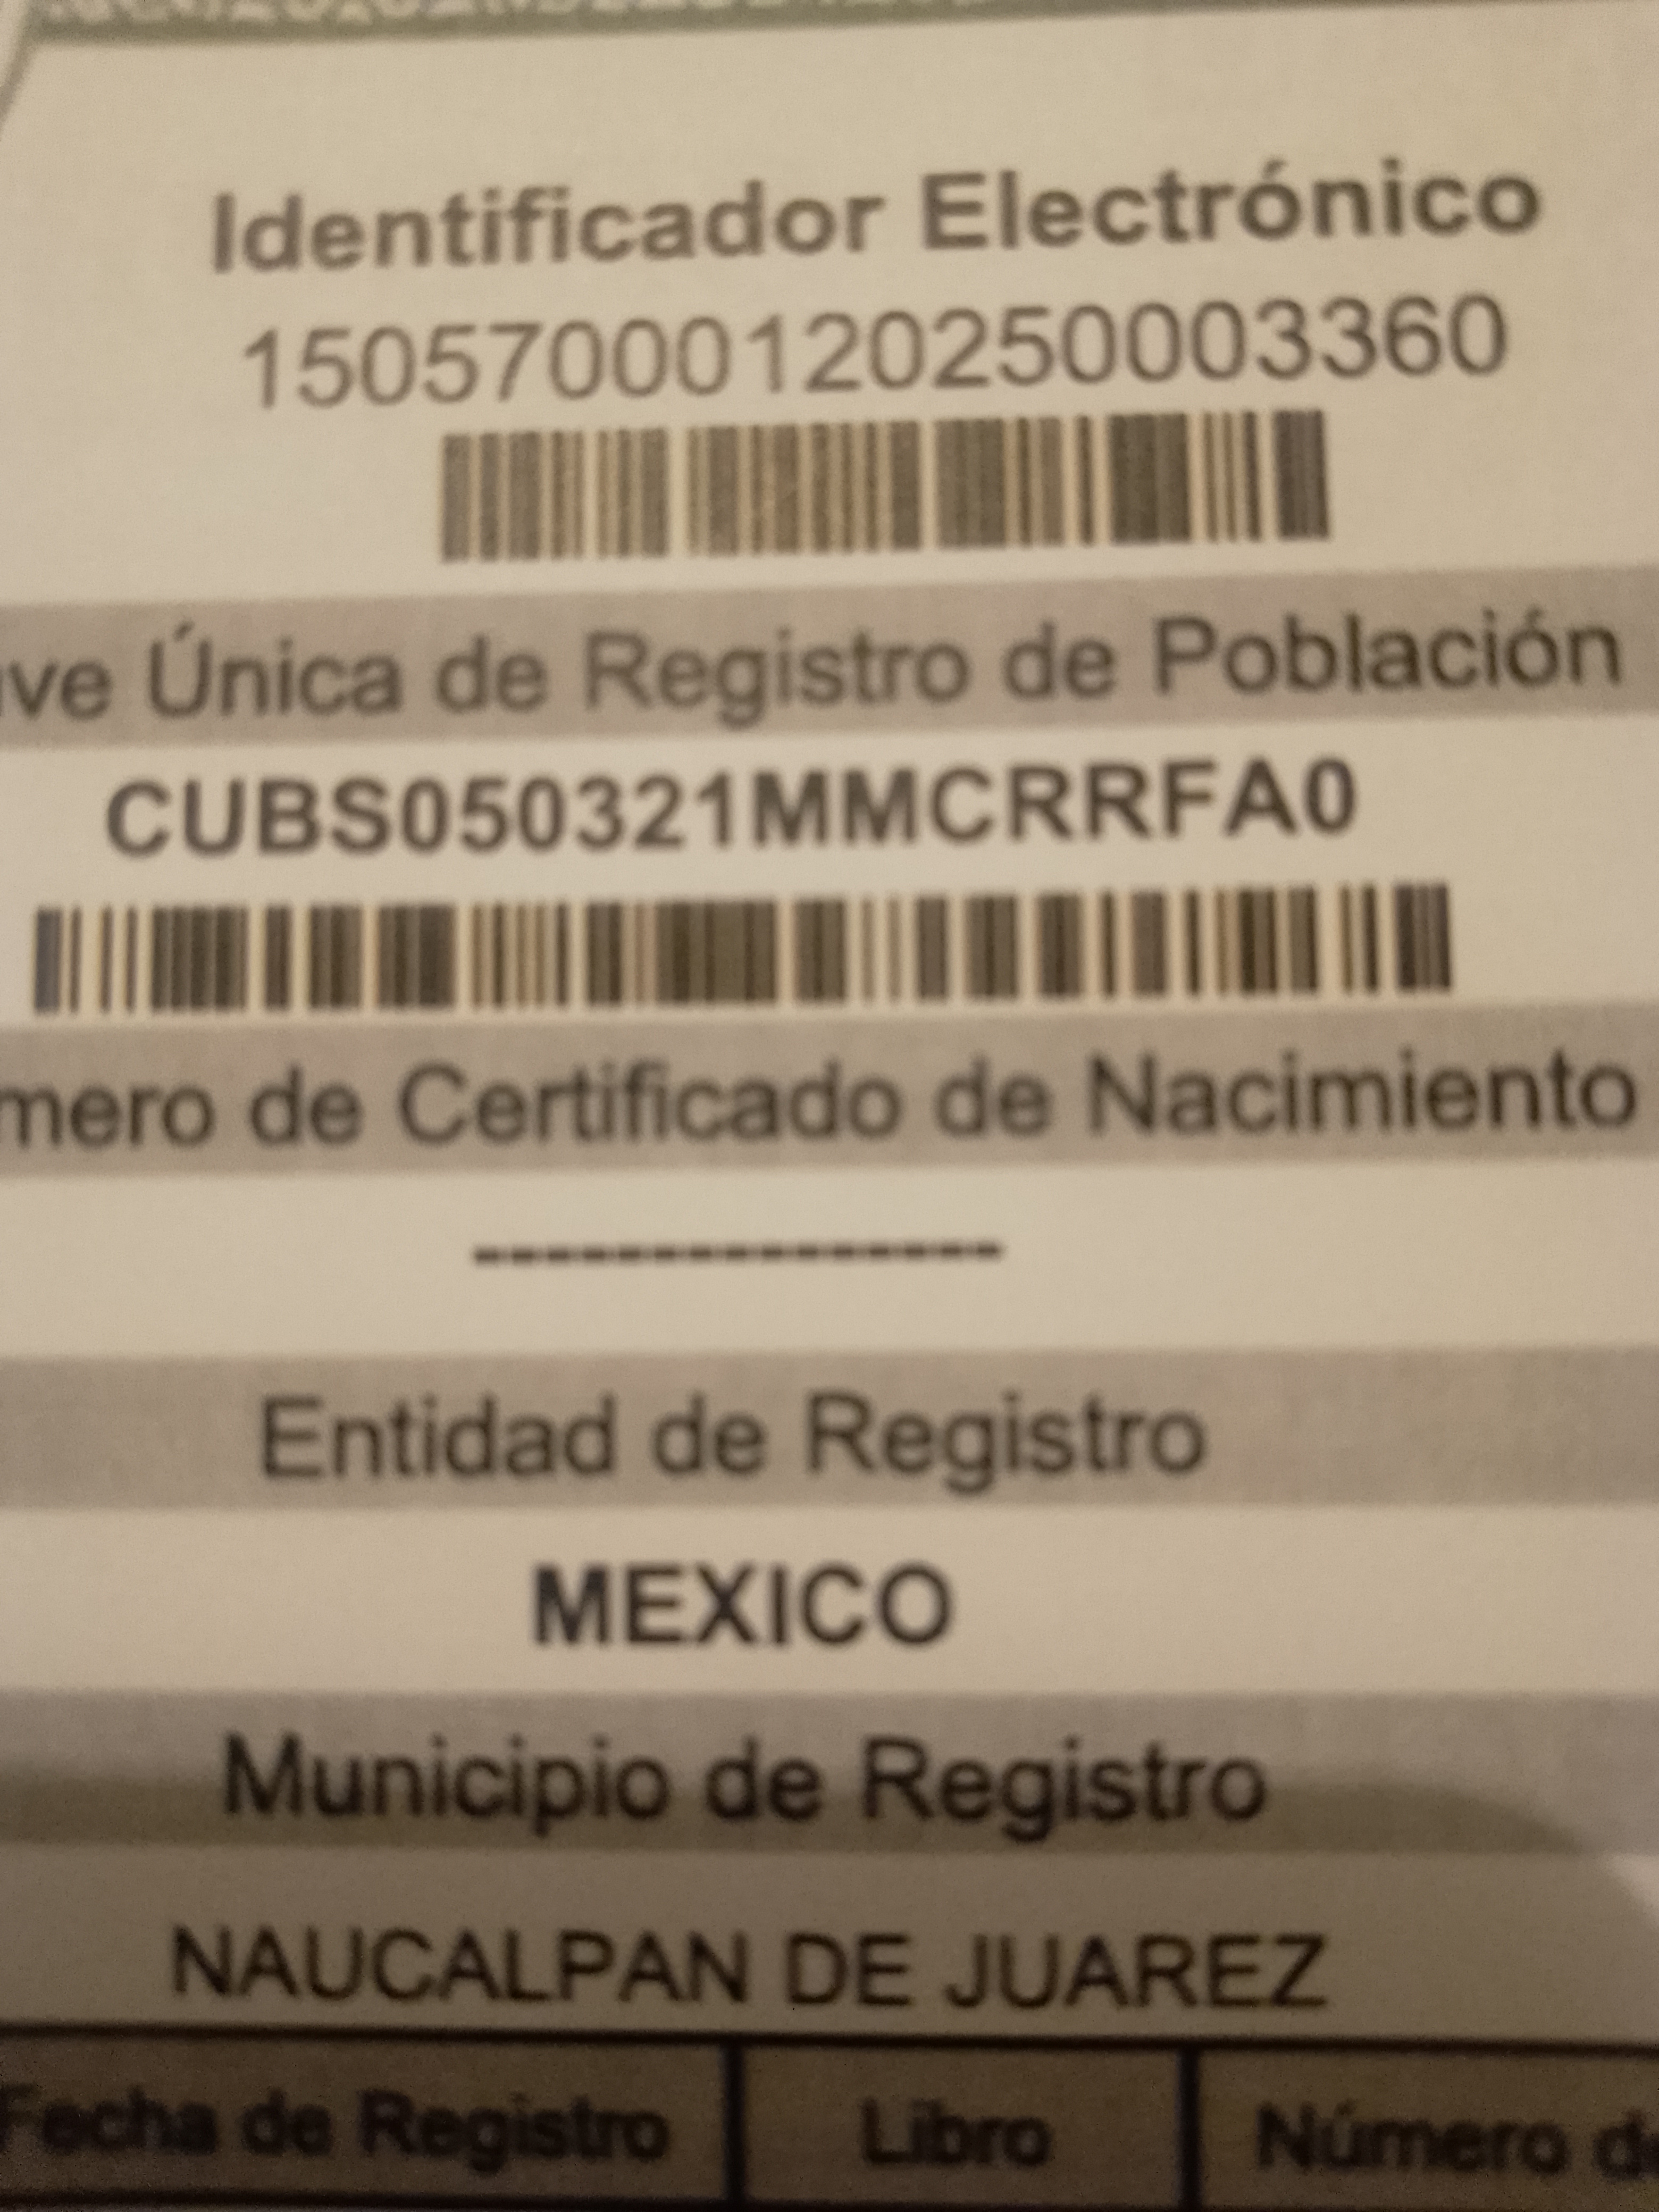 Identificador Electrónico
15057000120250003360
ve Única de Registro de Población
CUBS050321MMCRRFA0
mero de Certificado de Nacimiento
---------------
Entidad de Registro
MEXICO
Municipio de Registro
NAUCALPAN DE JUAREZ
Fecha de Registro
Libro
Número de